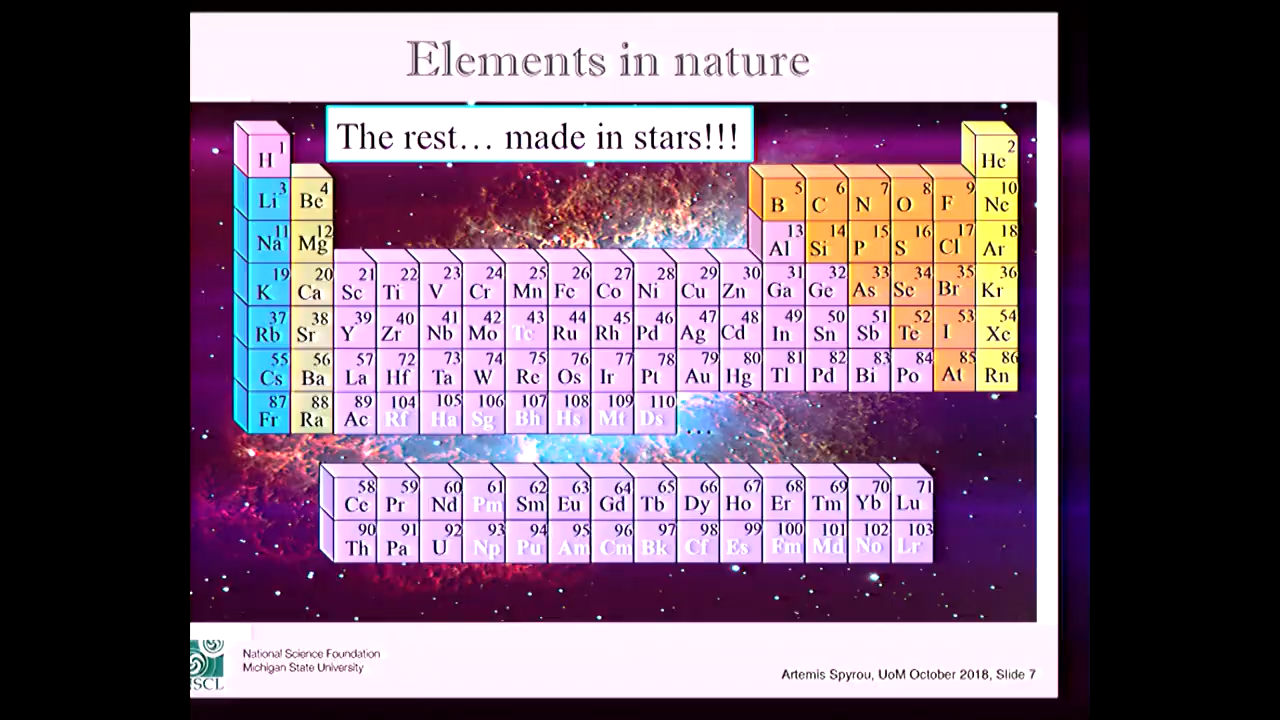 Elements in nature
The rest… made in stars!!!
H 1 He 2
Li 3 Be 4 B 5 C 6 N 7 O 8 F 9 Ne 10
Na 11 Mg 12 Al 13 Si 14 P 15 S 16 Cl 17 Ar 18
K 19 Ca 20 Sc 21 Ti 22 V 23 Cr 24 Mn 25 Fe 26 Co 27 Ni 28 Cu 29 Zn 30 Ga 31 Ge 32 As 33 Se 34 Br 35 Kr 36
Rb 37 Sr 38 Y 39 Zr 40 Nb 41 Mo 42 Tc 43 Ru 44 Rh 45 Pd 46 Ag 47 Cd 48 In 49 Sn 50 Sb 51 Te 52 I 53 Xe 54
Cs 55 Ba 56 La 57 Hf 72 Ta 73 W 74 Re 75 Os 76 Ir 77 Pt 78 Au 79 Hg 80 Tl 81 Pd 82 Bi 83 Po 84 At 85 Rn 86
Fr 87 Ra 88 Ac 89 Rf 104 Ha 105 Sg 106 Bh 107 Hs 108 Mt 109 Ds 110 ...
Ce 58 Pr 59 Nd 60 Pm 61 Sm 62 Eu 63 Gd 64 Tb 65 Dy 66 Ho 67 Er 68 Tm 69 Yb 70 Lu 71
Th 90 Pa 91 U 92 Np 93 Pu 94 Am 95 Cm 96 Bk 97 Cf 98 Es 99 Fm 100 Md 101 No 102 Lr 103
National Science Foundation
Michigan State University
Artemis Spyrou, UoM October 2018, Slide 7